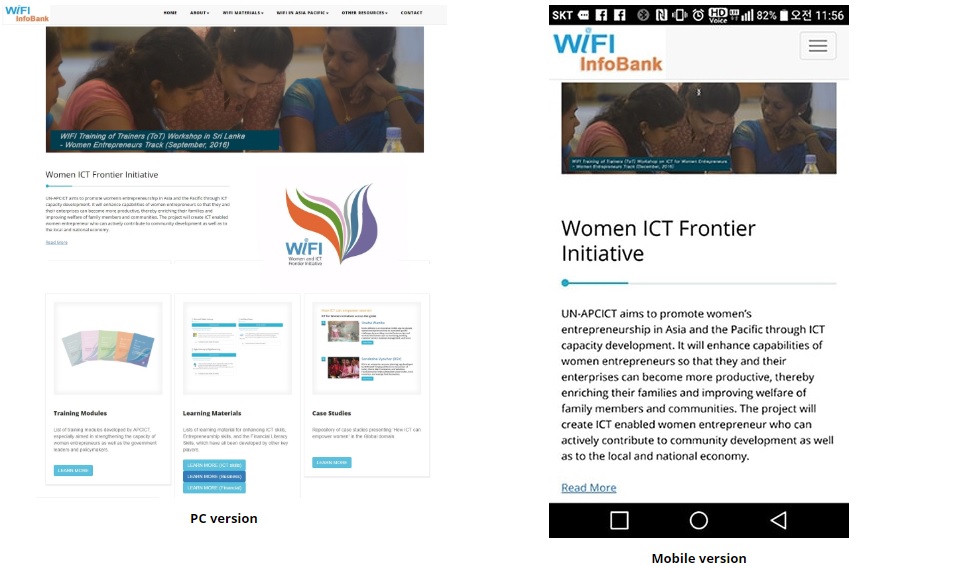 WiFI
InfoBank
HOME ABOUT WIFI MATERIALS WIFI IN ASIA PACIFIC OTHER RESOURCES CONTACT
WIFI Training of Trainers (ToT) Workshop in Sri Lanka
- Women Entrepreneurs Track (September, 2016)
Women ICT Frontier Initiative
UN-APCICT aims to promote women's entrepreneurship in Asia and the Pacific through ICT
capacity development. It will enhance capabilities of women entrepreneurs so that they and
their enterprises can become more productive, thereby enriching their families and
improving welfare of family members and communities. The project will create ICT enabled
women entrepreneur who can actively contribute to community development as well as to
the local and national economy.
Read More
WiFI
Women and ICT
Frontier Initiative
Training Modules
List of training modules developed by APCICT,
especially aimed in strengthening the capacity of
women entrepreneurs as well as the government
leaders and policymakers.
LEARN MORE
Learning Materials
Lists of learning material for enhancing ICT skills,
Entrepreneurship skills, and the Financial Literacy
Skills, which have all been developed by other key
players.
LEARN MORE (ICT skills)
LEARN MORE (Business)
LEARN MORE (Financial)
Case Studies
Repository of case studies presenting 'How ICT can
empower women' in the Global domain.
LEARN MORE
PC version
SKT HD Voice 82% 오전 11:56
WiFI
InfoBank
WIFI Training of Trainers (ToT) Workshop on ICT for Women Entrepreneurs
- Women Entrepreneurs Track (December, 2016)
Women ICT Frontier
Initiative
UN-APCICT aims to promote women's
entrepreneurship in Asia and the Pacific through ICT
capacity development. It will enhance capabilities of
women entrepreneurs so that they and their
enterprises can become more productive, thereby
enriching their families and improving welfare of
family members and communities. The project will
create ICT enabled women entrepreneur who can
actively contribute to community development as well
as to the local and national economy.
Read More
Mobile version